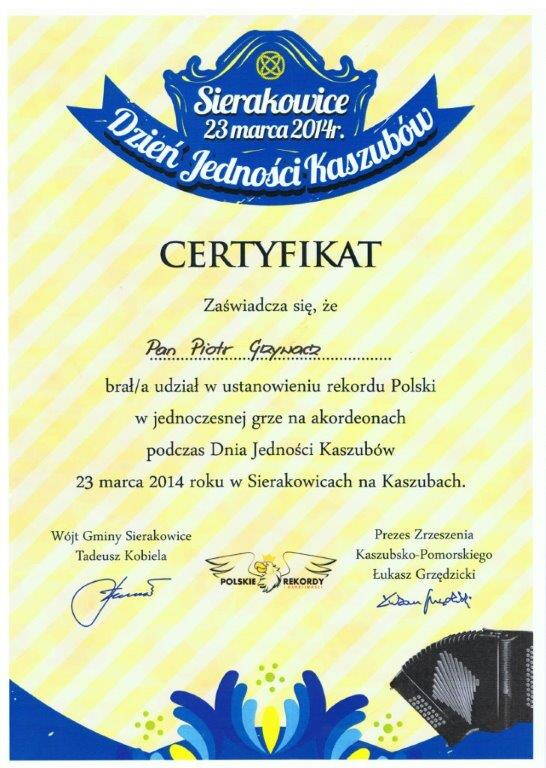 Sierakowice
23 marca 2014r.
Dzień Jedności Kaszubów
CERTYFIKAT
Zaświadcza się, że
Pan Piotr Grzywacz
brał/a udział w ustanowieniu rekordu Polski
w jednoczesnej grze na akordeonach
podczas Dnia Jedności Kaszubów
23 marca 2014 roku w Sierakowicach na Kaszubach.
Wójt Gminy Sierakowice
Tadeusz Kobiela
Prezes Zrzeszenia
Kaszubsko-Pomorskiego
Łukasz Grzędzicki
POLSKIE REKORDY